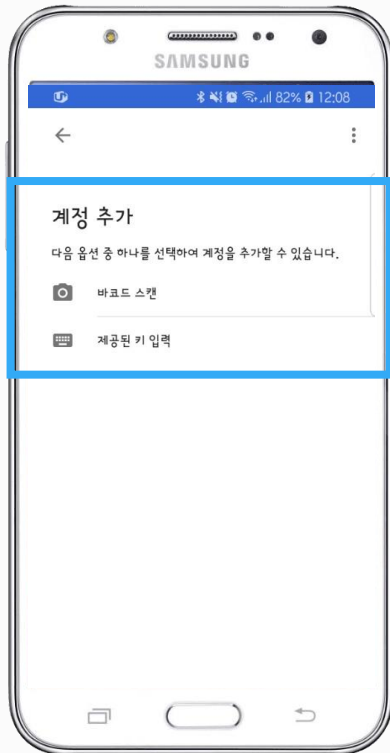 SAMSUNG
82% 12:08
계정 추가
다음 옵션 중 하나를 선택하여 계정을 추가할 수 있습니다.
바코드 스캔
제공된 키 입력